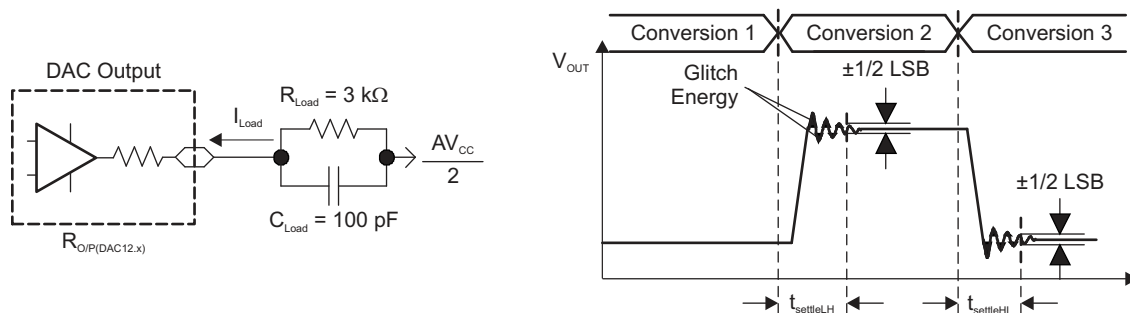 DAC Output
R_O/P(DAC12.x)
I_Load
R_Load = 3 kΩ
C_Load = 100 pF
AV_CC
2
Conversion 1
Conversion 2
Conversion 3
V_OUT
Glitch
Energy
±1/2 LSB
±1/2 LSB
t_settleLH
t_settleHL